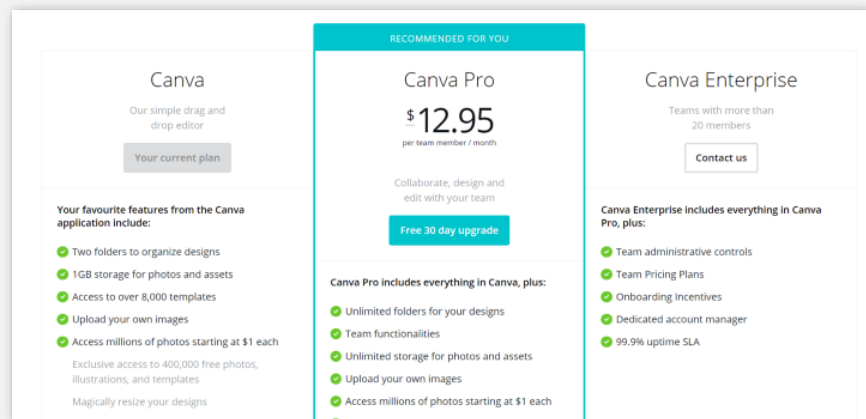 RECOMMENDED FOR YOU
Canva
Our simple drag and
drop editor
Your current plan
Your favourite features from the Canva
application include:
Two folders to organize designs
1GB storage for photos and assets
Access to over 8,000 templates
Upload your own images
Access millions of photos starting at $1 each
Exclusive access to 400,000 free photos,
illustrations, and templates
Magically resize your designs
Canva Pro
$12.95
per team member / month
Collaborate, design and
edit with your team
Free 30 day upgrade
Canva Pro includes everything in Canva, plus:
Unlimited folders for your designs
Team functionalities
Unlimited storage for photos and assets
Upload your own images
Access millions of photos starting at $1 each
Canva Enterprise
Teams with more than
20 members
Contact us
Canva Enterprise includes everything in Canva
Pro, plus:
Team administrative controls
Team Pricing Plans
Onboarding Incentives
Dedicated account manager
99.9% uptime SLA